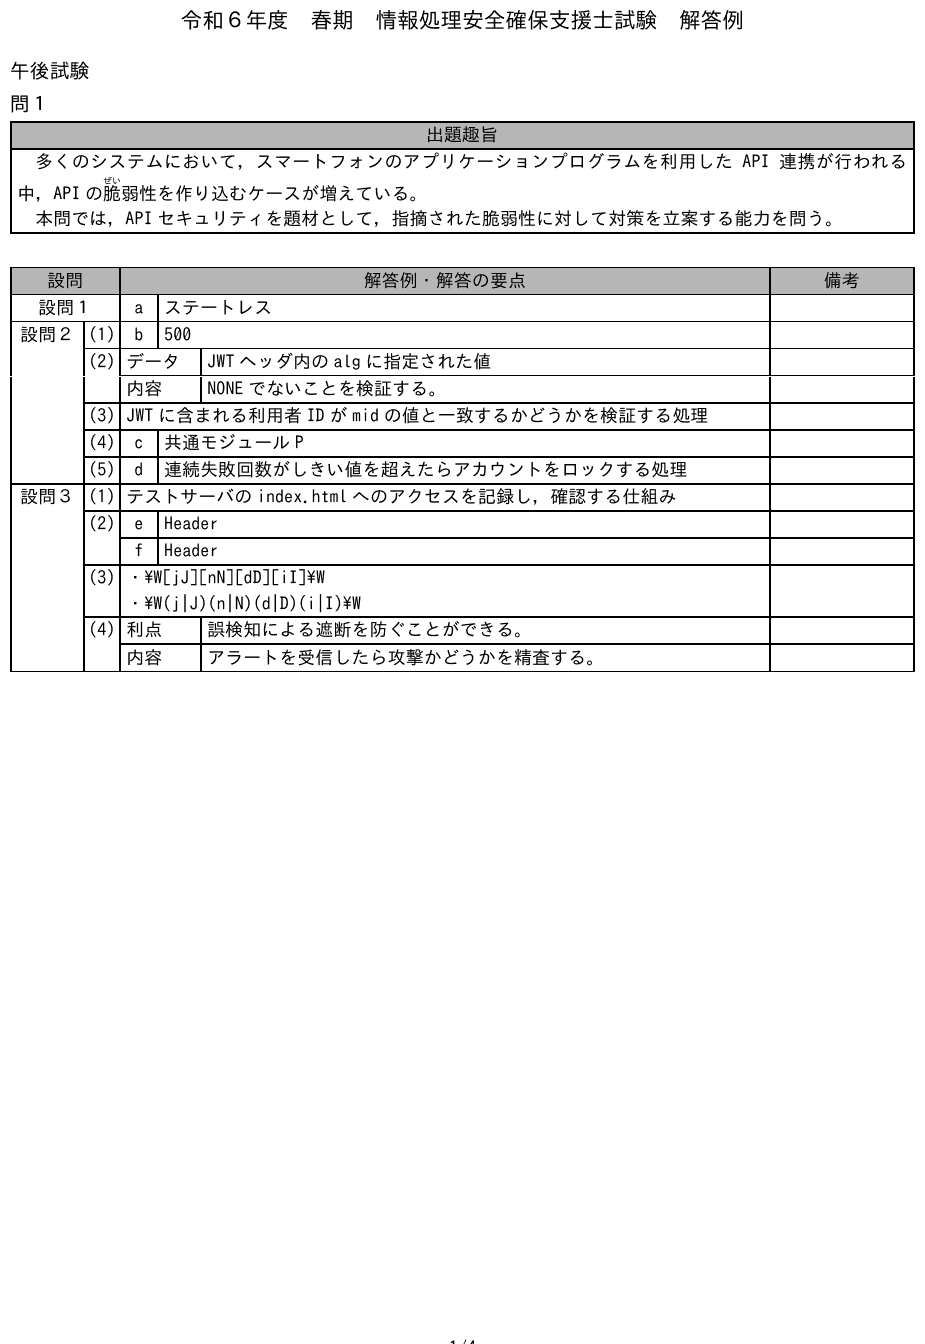 令和６年度　春期　情報処理安全確保支援士試験　解答例
午後試験
問１
出題趣旨
多くのシステムにおいて，スマートフォンのアプリケーションプログラムを利用した API 連携が行われる
ぜい
中，API の脆弱性を作り込むケースが増えている。
本問では，API セキュリティを題材として，指摘された脆弱性に対して対策を立案する能力を問う。
設問 解答例・解答の要点 備考
設問１ a ステートレス
設問２ (1) b 500
(2) データ JWT ヘッダ内の alg に指定された値
内容 NONE でないことを検証する。
(3) JWT に含まれる利用者 ID が mid の値と一致するかどうかを検証する処理
(4) c 共通モジュール P
(5) d 連続失敗回数がしきい値を超えたらアカウントをロックする処理
設問３ (1) テストサーバの index.html へのアクセスを記録し，確認する仕組み
(2) e Header
f Header
(3) ・¥W[jJ][nN][dD][iI]¥W
・¥W(j|J)(n|N)(d|D)(i|I)¥W
(4) 利点 誤検知による遮断を防ぐことができる。
内容 アラートを受信したら攻撃かどうかを精査する。
1/4